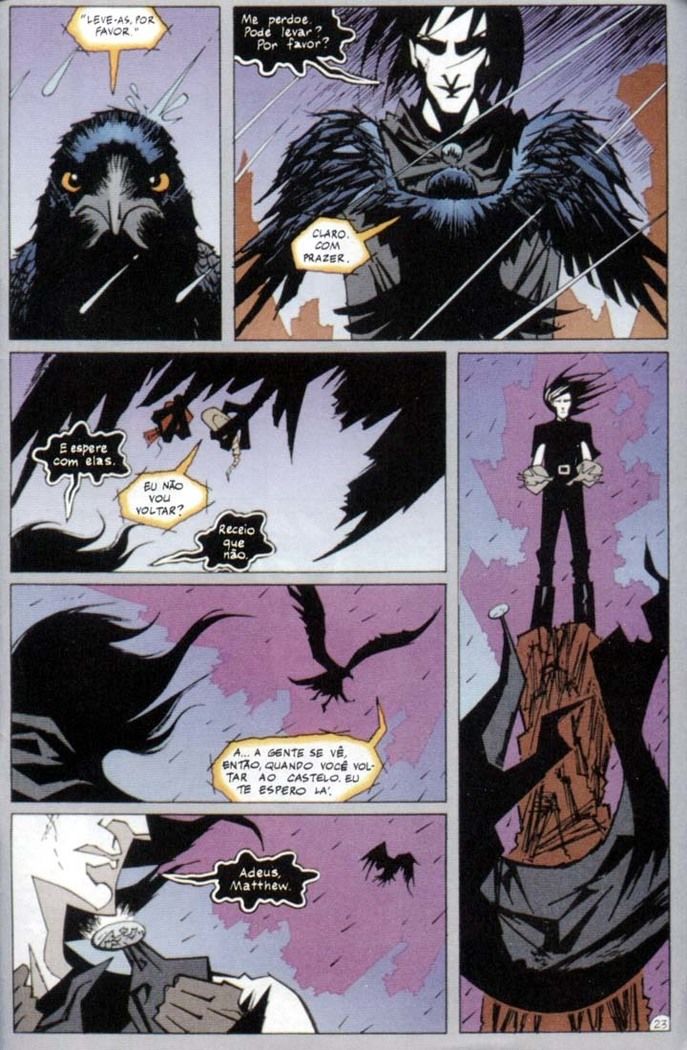 "LEVE-AS, POR
FAVOR."
Me perdoe.
Pode levar?
Por favor?
CLARO.
COM
PRAZER.
E espere
com elas.
EU NÃO
VOU
VOLTAR?
Receio
que
não.
A... A GENTE SE VÊ,
ENTÃO, QUANDO VOCÊ VOL-
TAR AO CASTELO. EU
TE ESPERO LÁ.
Adeus,
Matthew.
23